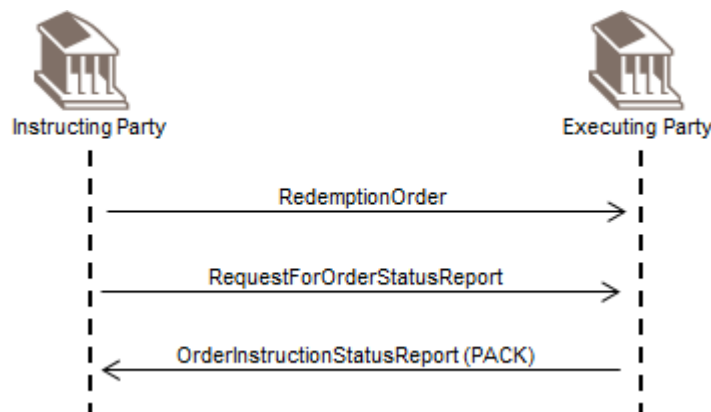 Instructing Party
Executing Party
RedemptionOrder
RequestForOrderStatusReport
OrderInstructionStatusReport (PACK)